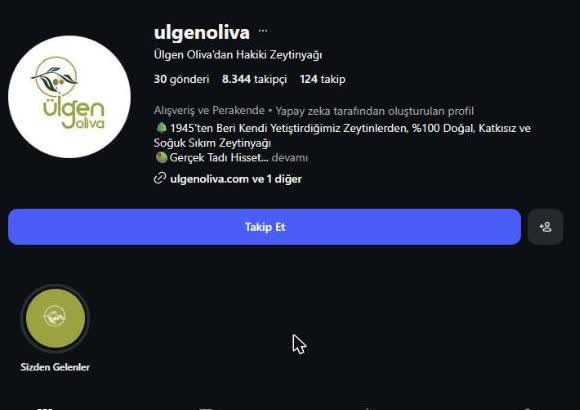 ulgenoliva ...
Ülgen Oliva'dan Hakiki Zeytinyağı
30 gönderi 8.344 takipçi 124 takip
ülgen
oliva
Alışveriş ve Perakende • Yapay zeka tarafından oluşturulan profil
1945'ten Beri Kendi Yetiştirdiğimiz Zeytinlerden, %100 Doğal, Katkısız ve
Soğuk Sıkım Zeytinyağı
Gerçek Tadı Hisset... devamı
ulgenoliva.com ve 1 diğer
Takip Et
Sizden Gelenler